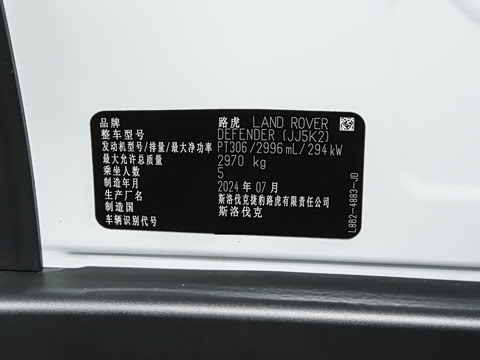 品牌 路虎 LAND ROVER
整车型号 DEFENDER (JJ5K2)
发动机型号/排量/最大净功率 PT306/2996mL/294kW
最大允许总质量 2970 kg
乘坐人数 5
制造年月 2024 年 07 月
生产厂名 斯洛伐克捷豹路虎有限责任公司
制造国 斯洛伐克
车辆识别代号
L8B2-4883-JD